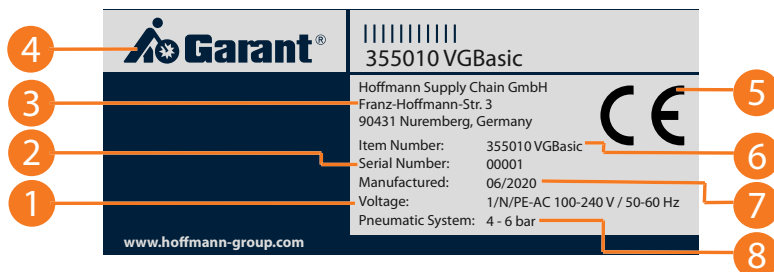 Garant®
355010 VGBasic
Hoffmann Supply Chain GmbH
Franz-Hoffmann-Str. 3
90431 Nuremberg, Germany
CE
Item Number: 355010 VGBasic
Serial Number: 00001
Manufactured: 06/2020
Voltage: 1/N/PE-AC 100-240 V / 50-60 Hz
Pneumatic System: 4 - 6 bar
www.hoffmann-group.com
4
3
2
1
5
6
7
8